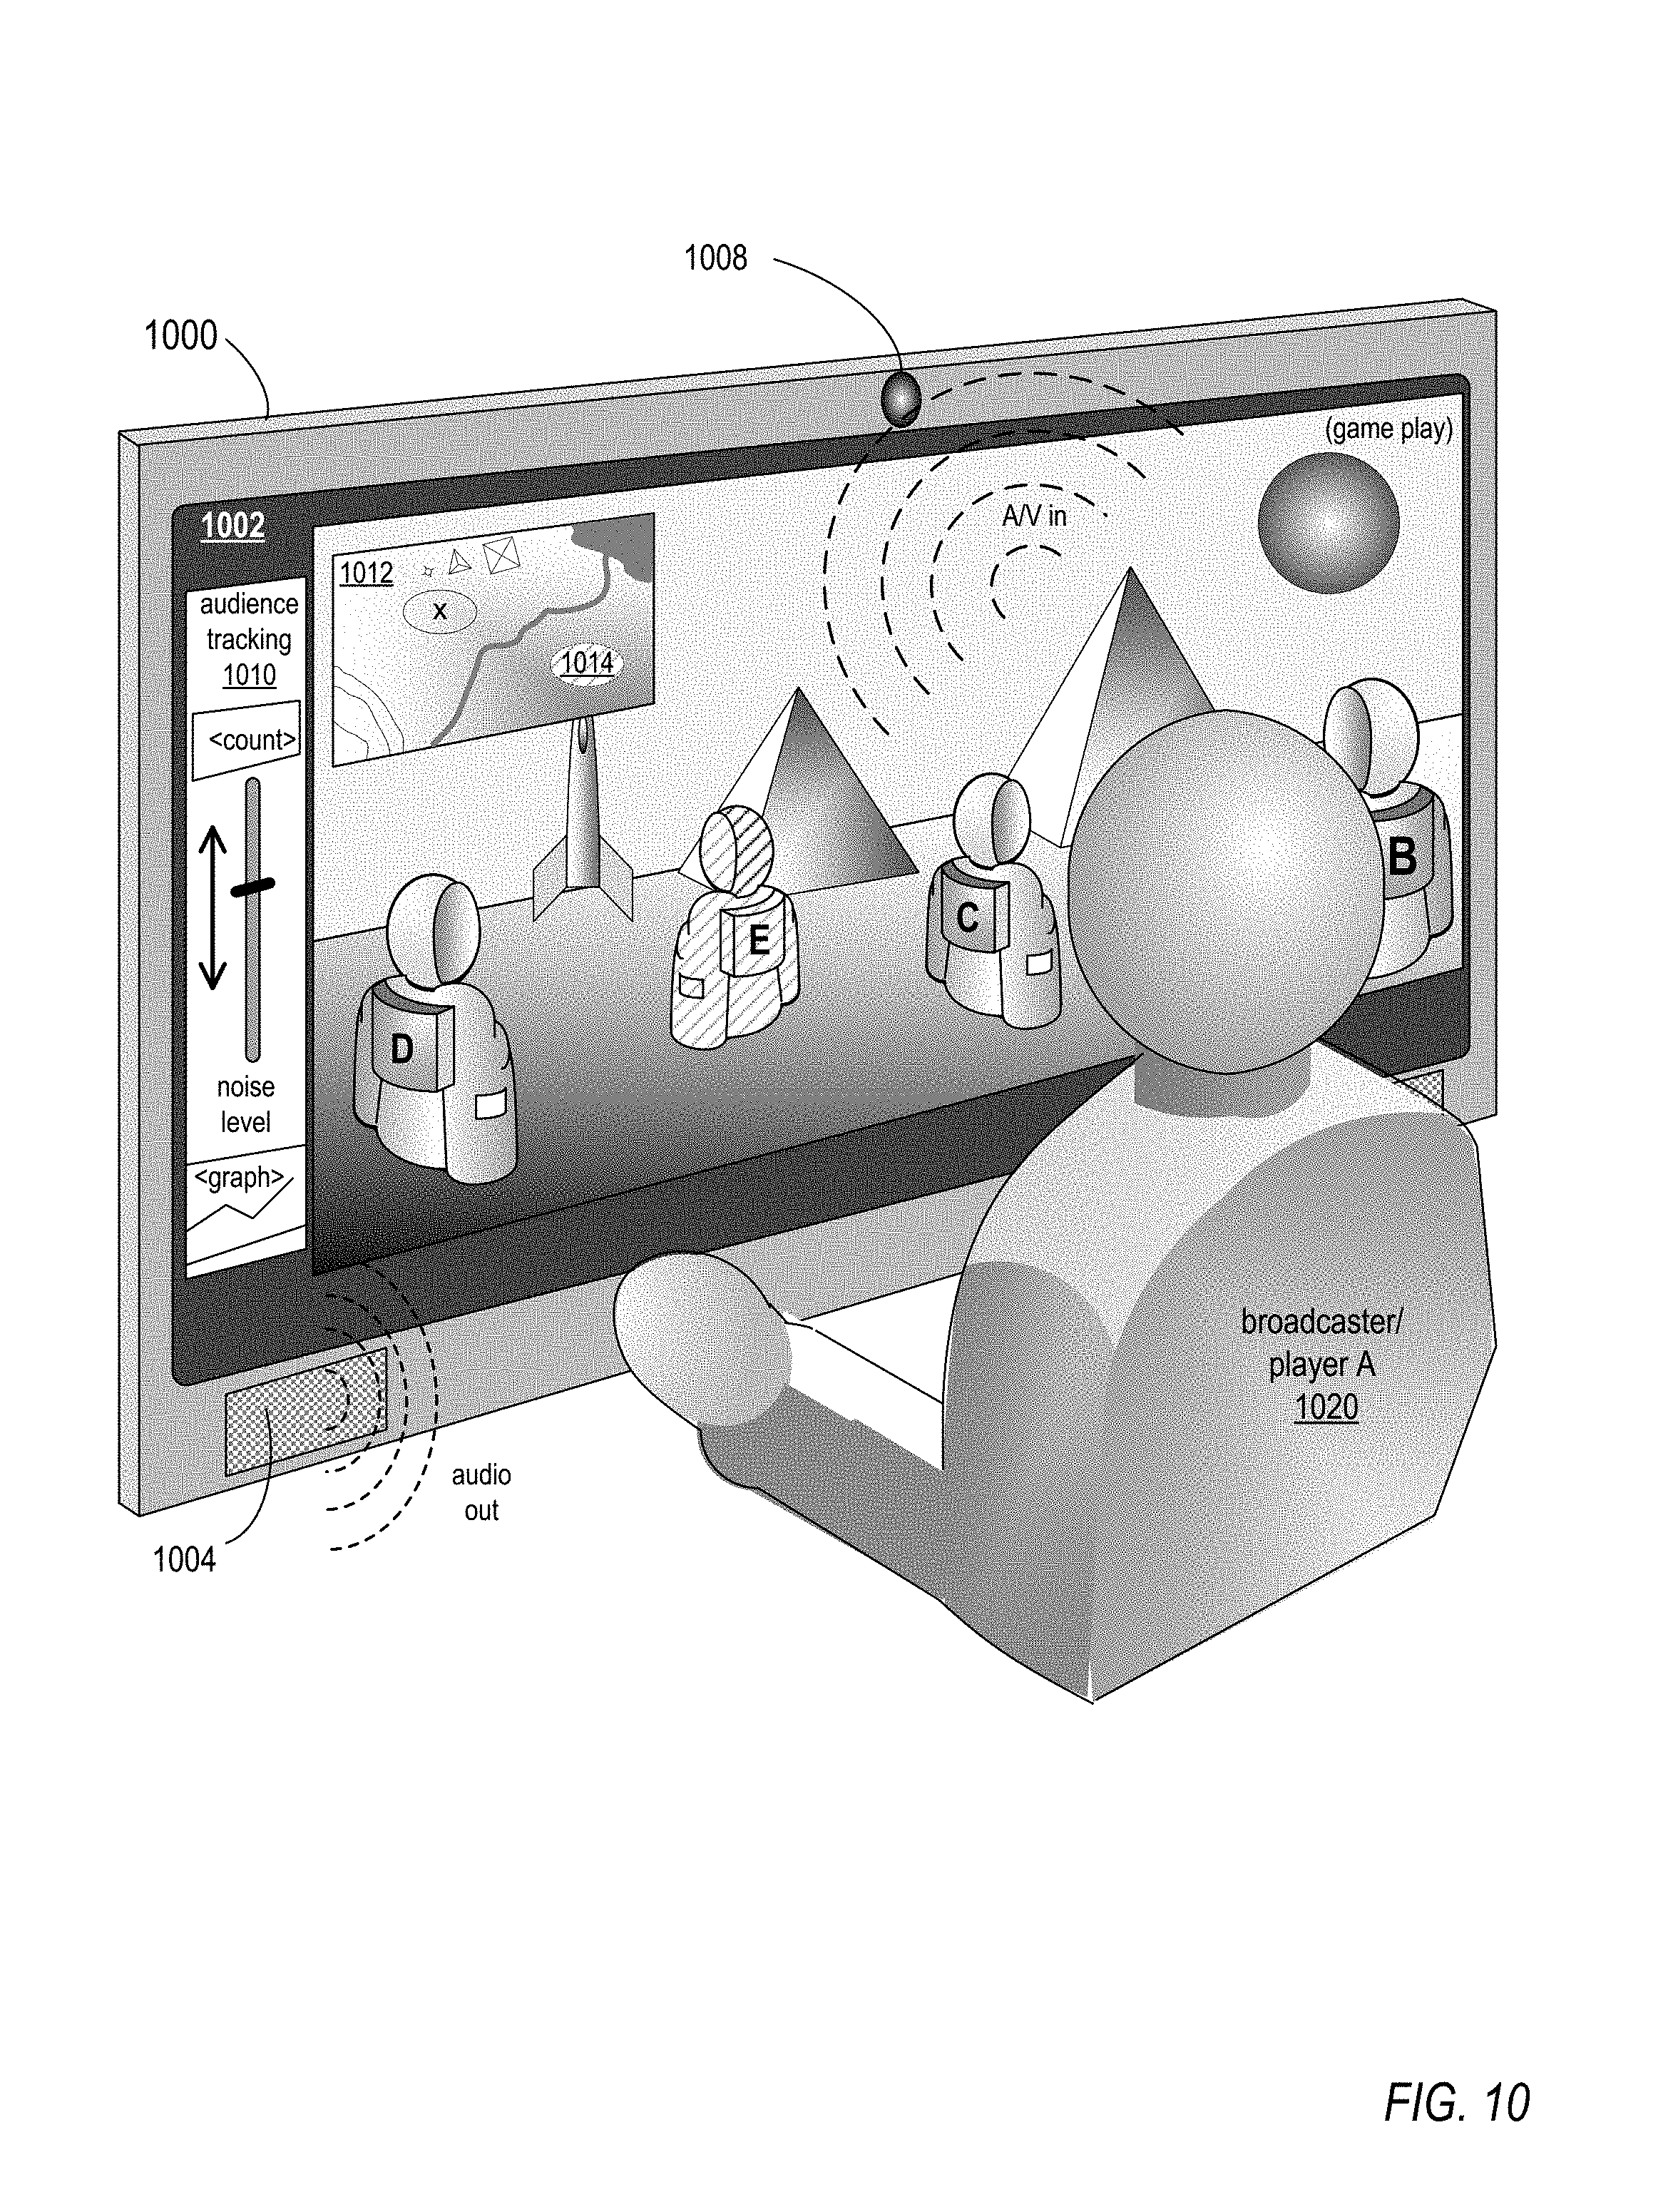 1008
1000
(game play)
1002
A/V in
1012
X
audience
tracking
1010
1014
<count>
B
C
E
D
noise
level
<graph>
broadcaster/
player A
1020
audio
out
1004
FIG. 10